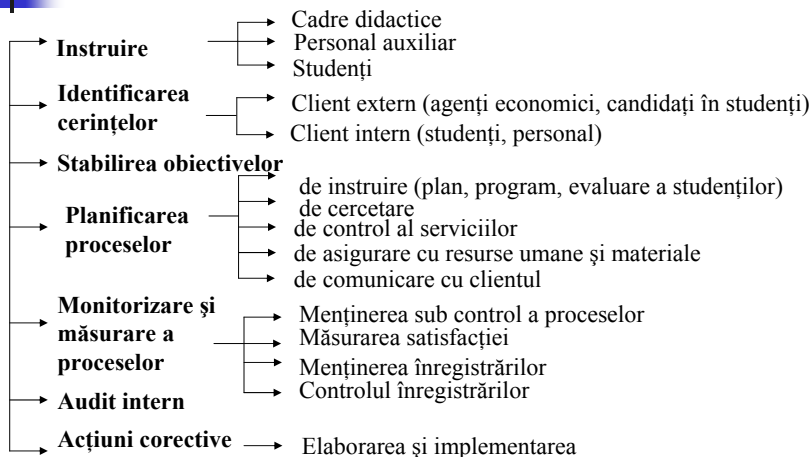 Instruire
Cadre didactice
Personal auxiliar
Studenți
Identificarea
cerințelor
Client extern (agenți economici, candidați în studenți)
Client intern (studenți, personal)
Stabilirea obiectivelor
Planificarea
proceselor
de instruire (plan, program, evaluare a studenților)
de cercetare
de control al serviciilor
de asigurare cu resurse umane şi materiale
de comunicare cu clientul
Monitorizare şi
măsurare a
proceselor
Menținerea sub control a proceselor
Măsurarea satisfacției
Menținerea înregistrărilor
Controlul înregistrărilor
Audit intern
Acțiuni corective
Elaborarea şi implementarea